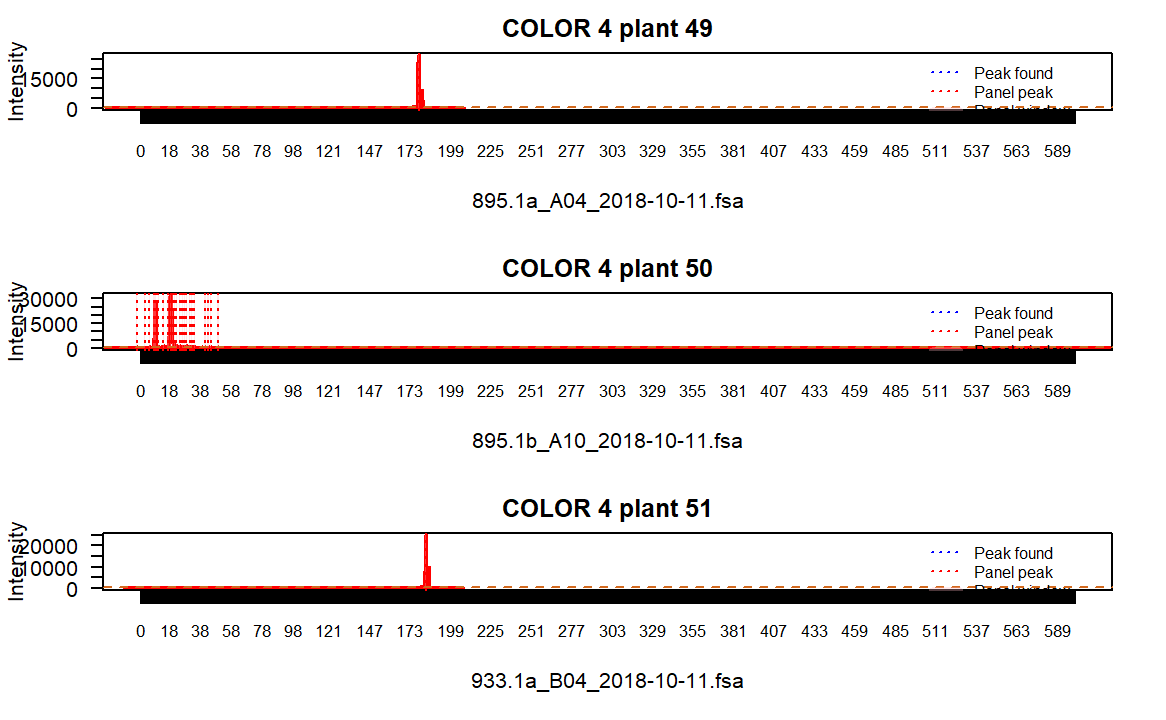 COLOR 4 plant 49
Intensity
15000
0
Peak found
Panel peak
0 18 38 58 78 98 121 147 173 199 225 251 277 303 329 355 381 407 433 459 485 511 537 563 589
895.1a_A04_2018-10-11.fsa
COLOR 4 plant 50
Intensity
30000
15000
0
Peak found
Panel peak
0 18 38 58 78 98 121 147 173 199 225 251 277 303 329 355 381 407 433 459 485 511 537 563 589
895.1b_A10_2018-10-11.fsa
COLOR 4 plant 51
Intensity
20000
10000
0
Peak found
Panel peak
0 18 38 58 78 98 121 147 173 199 225 251 277 303 329 355 381 407 433 459 485 511 537 563 589
933.1a_B04_2018-10-11.fsa